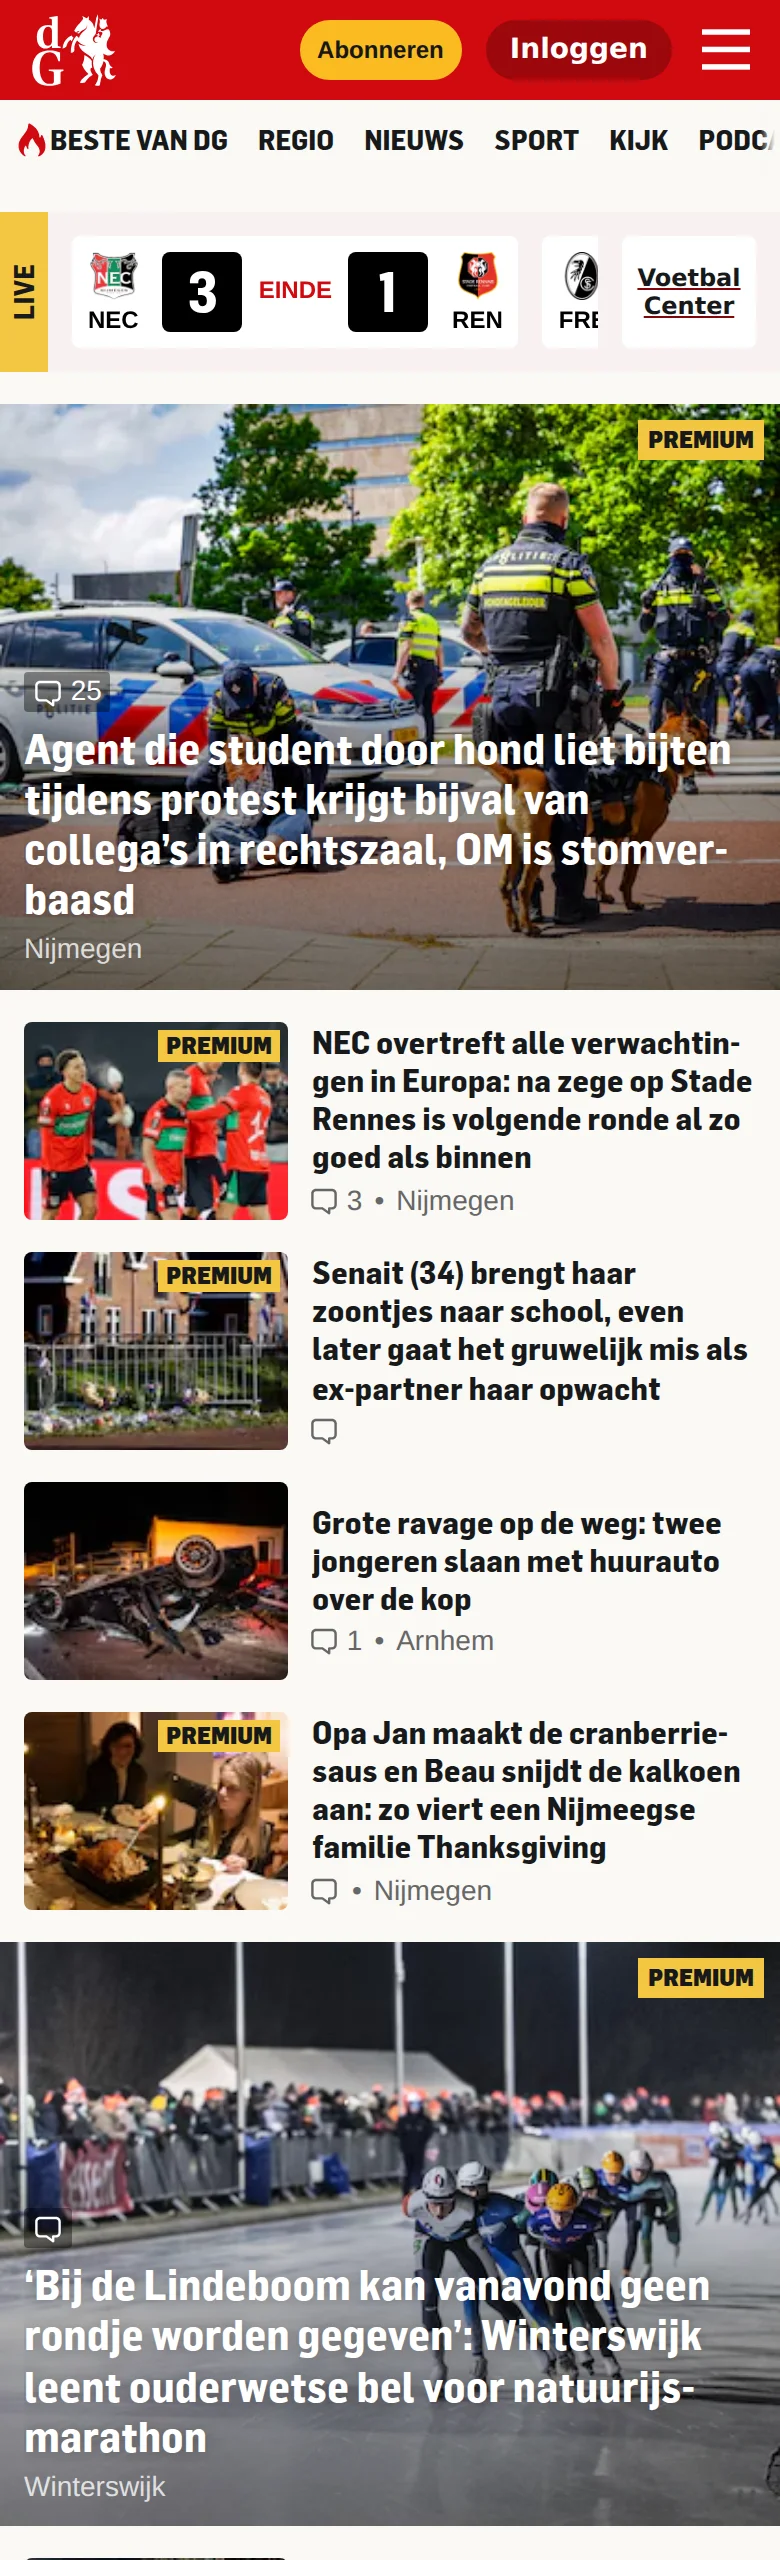 dG
Abonneren
Inloggen
BESTE VAN DG REGIO NIEUWS SPORT KIJK PODCA
LIVE
NEC
3
EINDE
1
REN
FRE
Voetbal
Center
PREMIUM
POLITIE
HONDENGELEIDER
25
Agent die student door hond liet bijten
tijdens protest krijgt bijval van
collega’s in rechtszaal, OM is stomver-
baasd
Nijmegen
PREMIUM
NEC overtreft alle verwachtin-
gen in Europa: na zege op Stade
Rennes is volgende ronde al zo
goed als binnen
3 • Nijmegen
PREMIUM
Senait (34) brengt haar
zoontjes naar school, even
later gaat het gruwelijk mis als
ex-partner haar opwacht
Grote ravage op de weg: twee
jongeren slaan met huurauto
over de kop
1 • Arnhem
PREMIUM
Opa Jan maakt de cranberrie-
saus en Beau snijdt de kalkoen
aan: zo viert een Nijmeegse
familie Thanksgiving
• Nijmegen
PREMIUM
‘Bij de Lindeboom kan vanavond geen
rondje worden gegeven’: Winterswijk
leent ouderwetse bel voor natuurijs-
marathon
Winterswijk